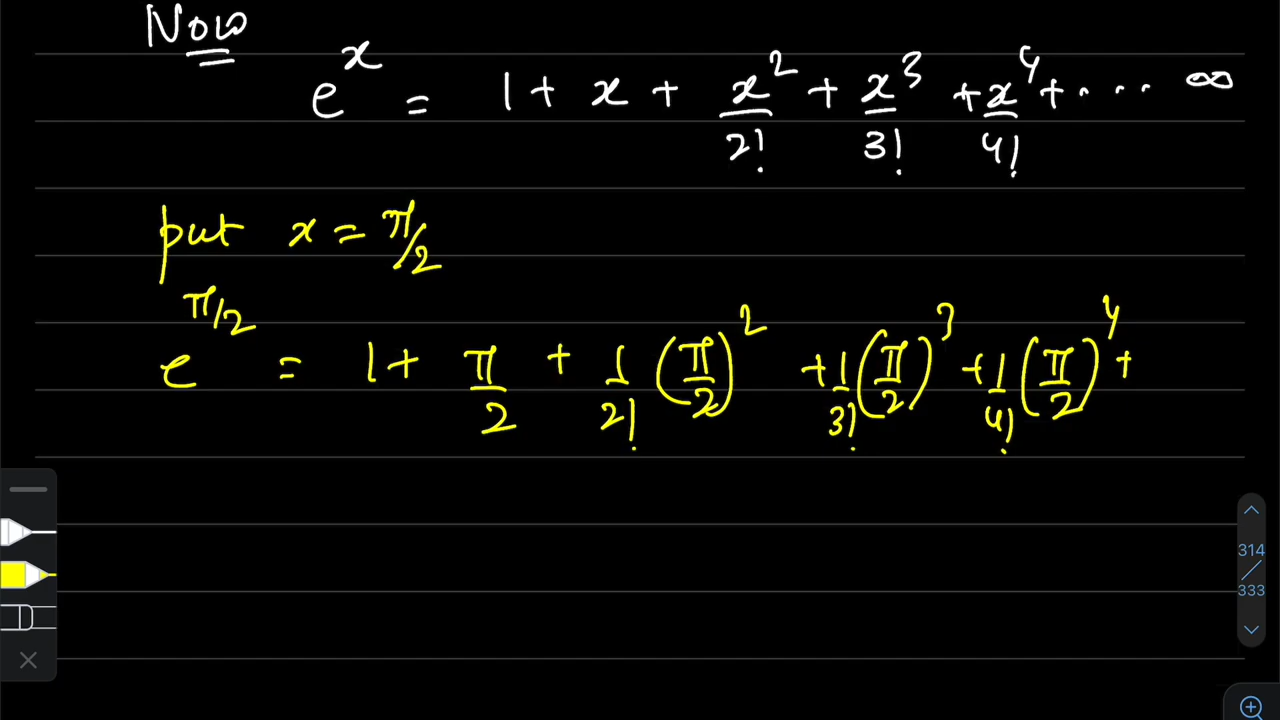 Now
e^x = 1 + x + x^2/2! + x^3/3! + x^4/4! + .... ∞
put x = π/2
e^π/2 = 1 + π/2 + 1/2! (π/2)^2 + 1/3! (π/2)^3 + 1/4! (π/2)^4 +
314
333